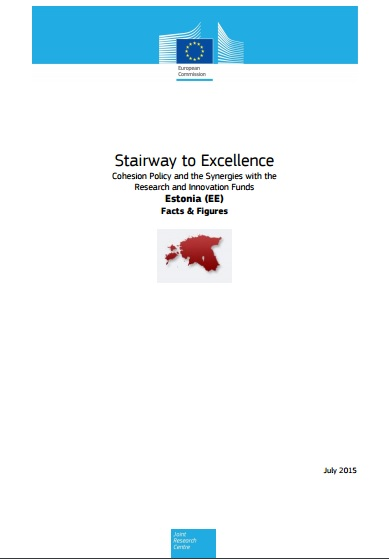 European
Commission
Stairway to Excellence
Cohesion Policy and the Synergies with the
Research and Innovation Funds
Estonia (EE)
Facts & Figures
July 2015
Joint
Research
Centre